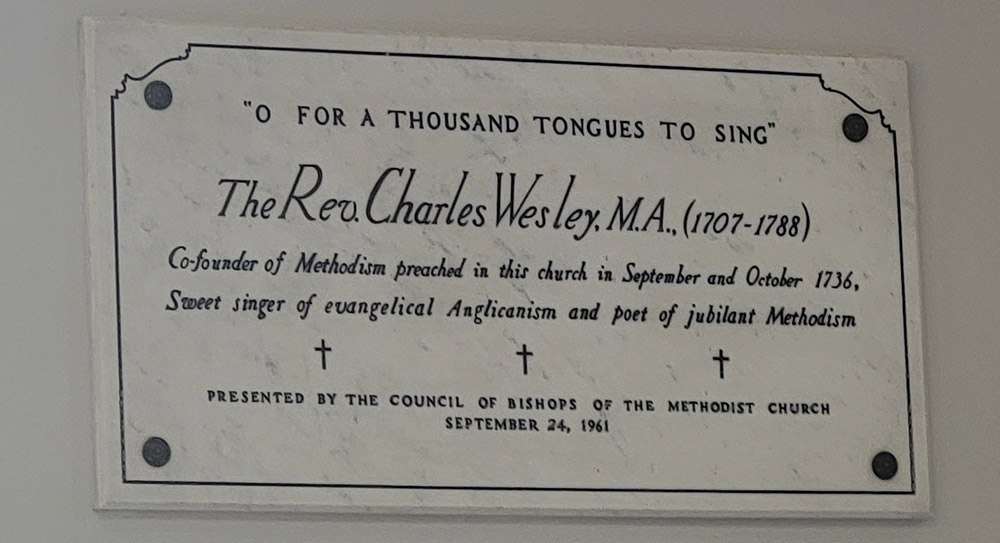 "O FOR A THOUSAND TONGUES TO SING"
The Rev. Charles Wesley, M.A., (1707-1788)
Co-founder of Methodism preached in this church in September and October 1736,
Sweet singer of evangelical Anglicanism and poet of jubilant Methodism
PRESENTED BY THE COUNCIL OF BISHOPS OF THE METHODIST CHURCH
SEPTEMBER 24, 1961